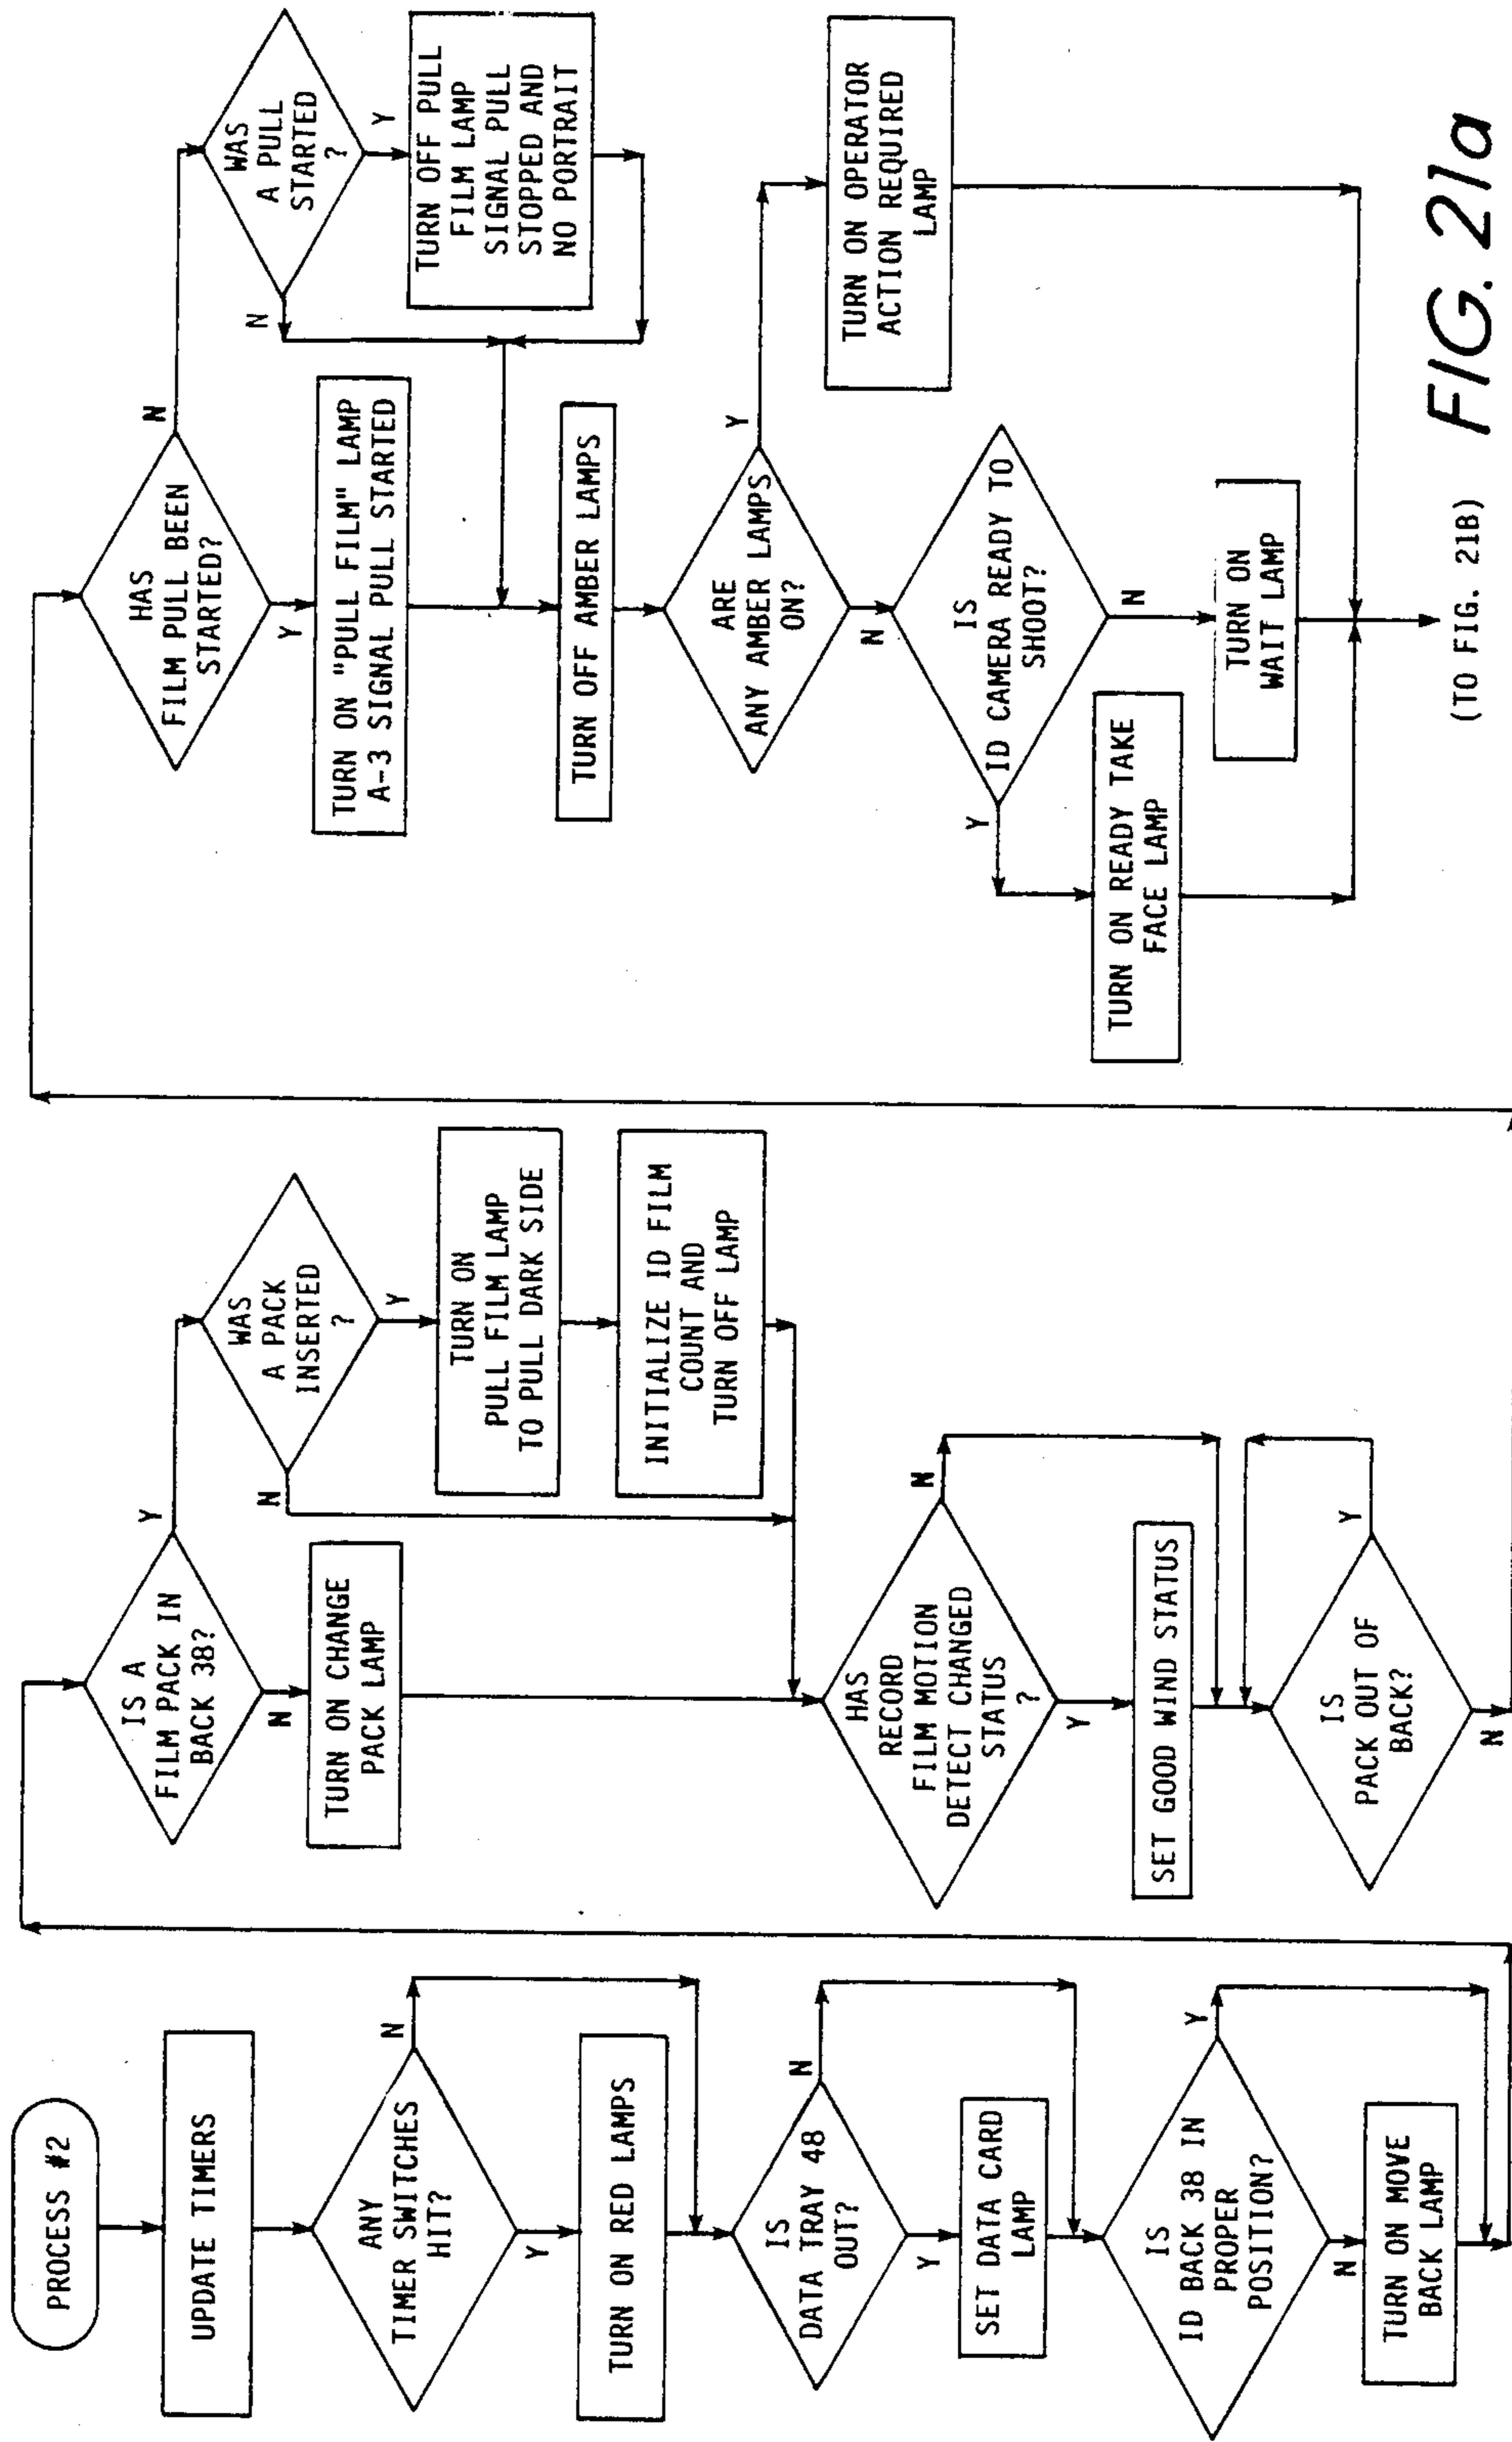 PROCESS #2
UPDATE TIMERS
ANY
TIMER SWITCHES
HIT?
N
Y
TURN ON RED LAMPS
IS
DATA TRAY 48
OUT?
N
Y
SET DATA CARD
LAMP
IS
ID BACK 38 IN
PROPER
POSITION?
Y
N
TURN ON MOVE
BACK LAMP
IS A
FILM PACK IN
BACK 38?
Y
N
TURN ON CHANGE
PACK LAMP
WAS
A PACK
INSERTED
?
N
Y
TURN ON
PULL FILM LAMP
TO PULL DARK SIDE
INITIALIZE ID FILM
COUNT AND
TURN OFF LAMP
HAS
RECORD
FILM MOTION
DETECT CHANGED
STATUS
?
N
Y
SET GOOD WIND STATUS
IS
PACK OUT OF
BACK?
Y
N
HAS
FILM PULL BEEN
STARTED?
N
Y
TURN ON "PULL FILM" LAMP
A-3 SIGNAL PULL STARTED
WAS
A PULL
STARTED
?
N
Y
TURN OFF PULL
FILM LAMP
SIGNAL PULL
STOPPED AND
NO PORTRAIT
TURN OFF AMBER LAMPS
ARE
ANY AMBER LAMPS
ON?
Y
N
TURN ON OPERATOR
ACTION REQUIRED
LAMP
IS
ID CAMERA READY TO
SHOOT?
Y
N
TURN ON READY TAKE
FACE LAMP
TURN ON
WAIT LAMP
(TO FIG. 21B)
FIG. 21a